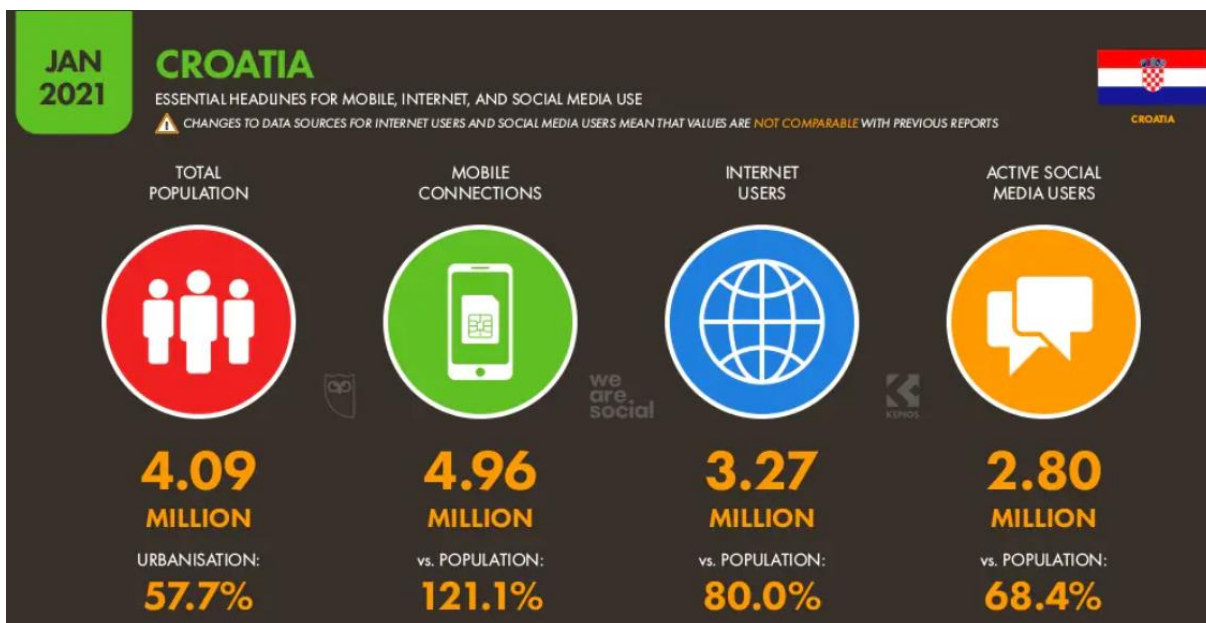 JAN
2021
CROATIA
ESSENTIAL HEADLINES FOR MOBILE, INTERNET, AND SOCIAL MEDIA USE
CHANGES TO DATA SOURCES FOR INTERNET USERS AND SOCIAL MEDIA USERS MEAN THAT VALUES ARE NOT COMPARABLE WITH PREVIOUS REPORTS
CROATIA
TOTAL
POPULATION
MOBILE
CONNECTIONS
INTERNET
USERS
ACTIVE SOCIAL
MEDIA USERS
we
are
social
KEPIOS
4.09
MILLION
URBANISATION:
57.7%
4.96
MILLION
vs. POPULATION:
121.1%
3.27
MILLION
vs. POPULATION:
80.0%
2.80
MILLION
vs. POPULATION:
68.4%